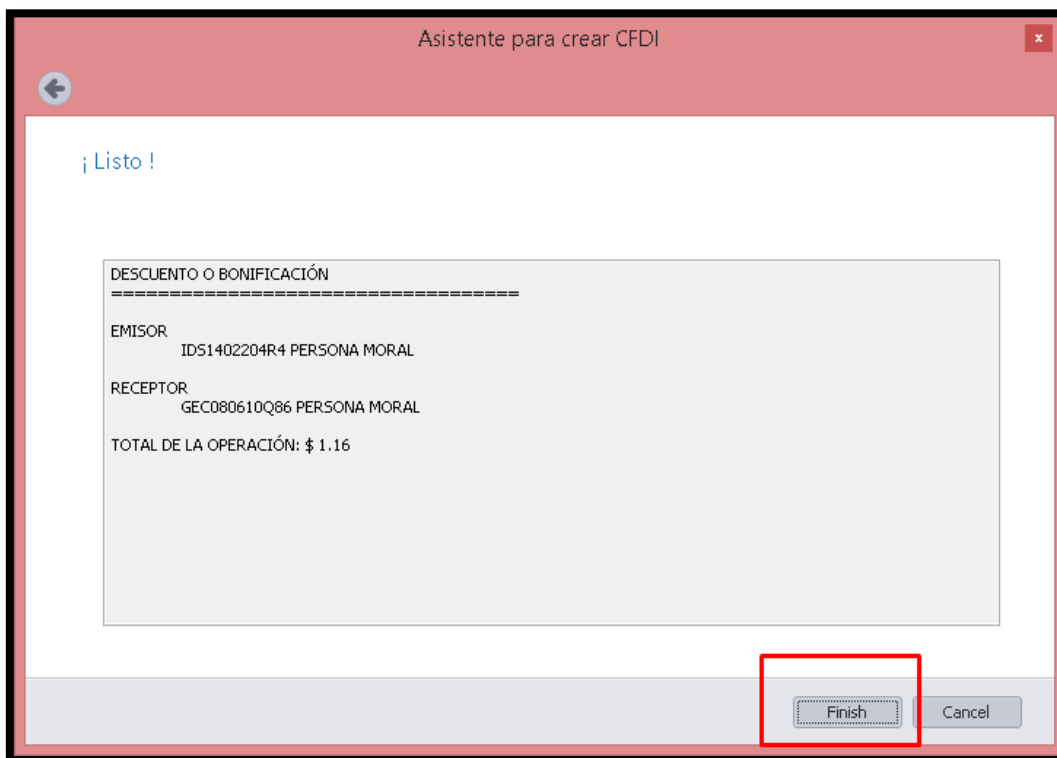 Asistente para crear CFDI
x
¡ Listo !
DESCUENTO O BONIFICACIÓN
===================================
EMISOR
IDS1402204R4 PERSONA MORAL
RECEPTOR
GEC080610Q86 PERSONA MORAL
TOTAL DE LA OPERACIÓN: $ 1.16
Finish
Cancel